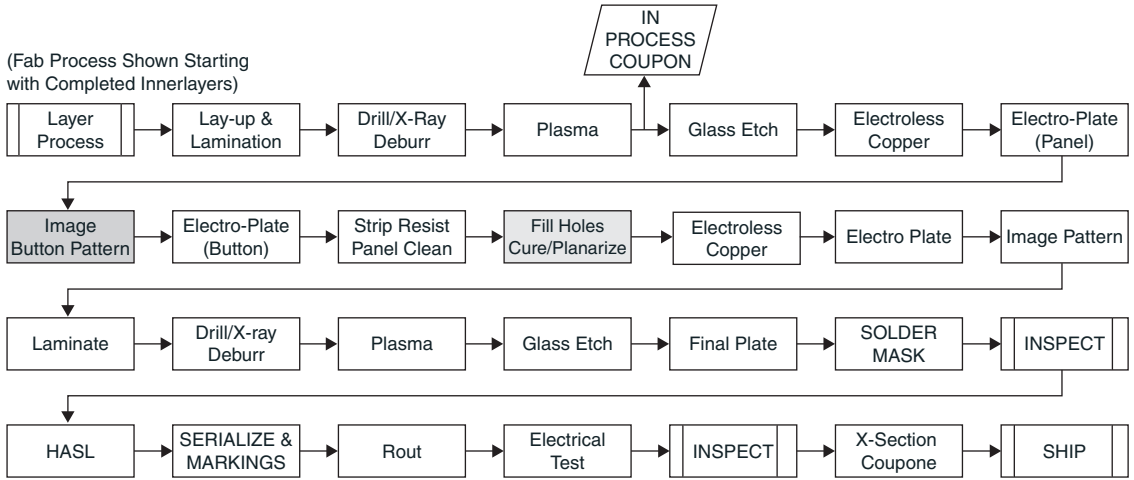 IN
PROCESS
COUPON
(Fab Process Shown Starting
with Completed Innerlayers)
Layer
Process
Lay-up &
Lamination
Drill/X-Ray
Deburr
Plasma
Glass Etch
Electroless
Copper
Electro-Plate
(Panel)
Image
Button Pattern
Electro-Plate
(Button)
Strip Resist
Panel Clean
Fill Holes
Cure/Planarize
Electroless
Copper
Electro Plate
Image Pattern
Laminate
Drill/X-ray
Deburr
Plasma
Glass Etch
Final Plate
SOLDER
MASK
INSPECT
HASL
SERIALIZE &
MARKINGS
Rout
Electrical
Test
INSPECT
X-Section
Coupone
SHIP